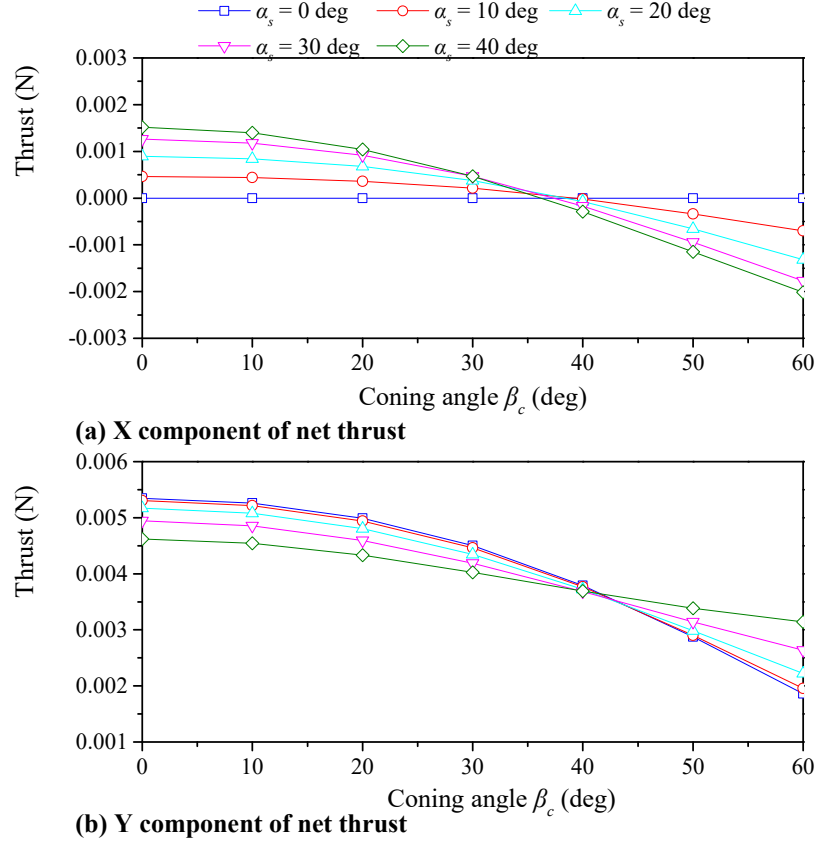 αs = 0 deg αs = 10 deg αs = 20 deg
αs = 30 deg αs = 40 deg
0.003
0.002
0.001
0.000
-0.001
-0.002
-0.003
Thrust (N)
0 10 20 30 40 50 60
Coning angle βc (deg)
(a) X component of net thrust
0.006
0.005
0.004
0.003
0.002
0.001
Thrust (N)
0 10 20 30 40 50 60
Coning angle βc (deg)
(b) Y component of net thrust